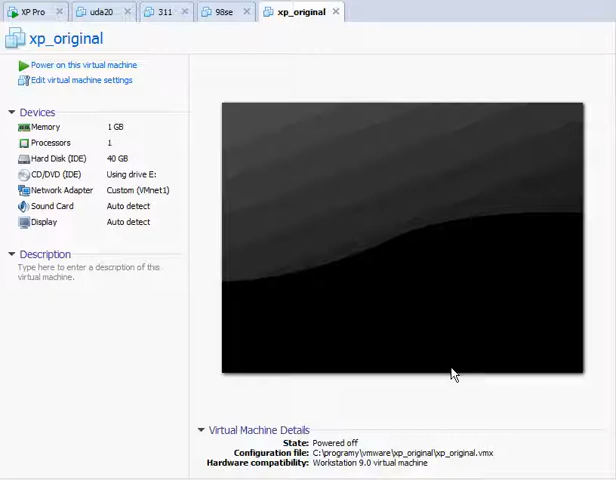 XP Pro uda20 311 98se xp_original
xp_original
Power on this virtual machine
Edit virtual machine settings
Devices
Memory 1 GB
Processors 1
Hard Disk (IDE) 40 GB
CD/DVD (IDE) Using drive E:
Network Adapter Custom (VMnet1)
Sound Card Auto detect
Display Auto detect
Description
Type here to enter a description of this
virtual machine.
Virtual Machine Details
State: Powered off
Configuration file: C:\programy\vmware\xp_original\xp_original.vmx
Hardware compatibility: Workstation 9.0 virtual machine